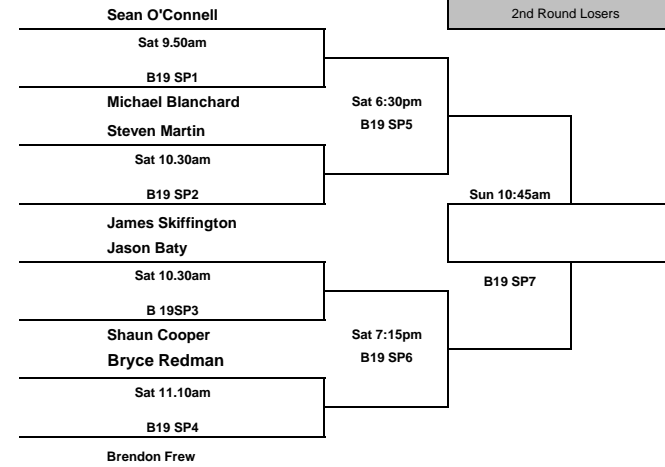 Sean O'Connell
2nd Round Losers
Sat 9.50am
B19 SP1
Michael Blanchard
Sat 6:30pm
B19 SP5
Steven Martin
Sat 10.30am
B19 SP2
Sun 10:45am
James Skiffington
Jason Baty
Sat 10.30am
B19 SP7
B 19SP3
Shaun Cooper
Sat 7:15pm
Bryce Redman
B19 SP6
Sat 11.10am
B19 SP4
Brendon Frew